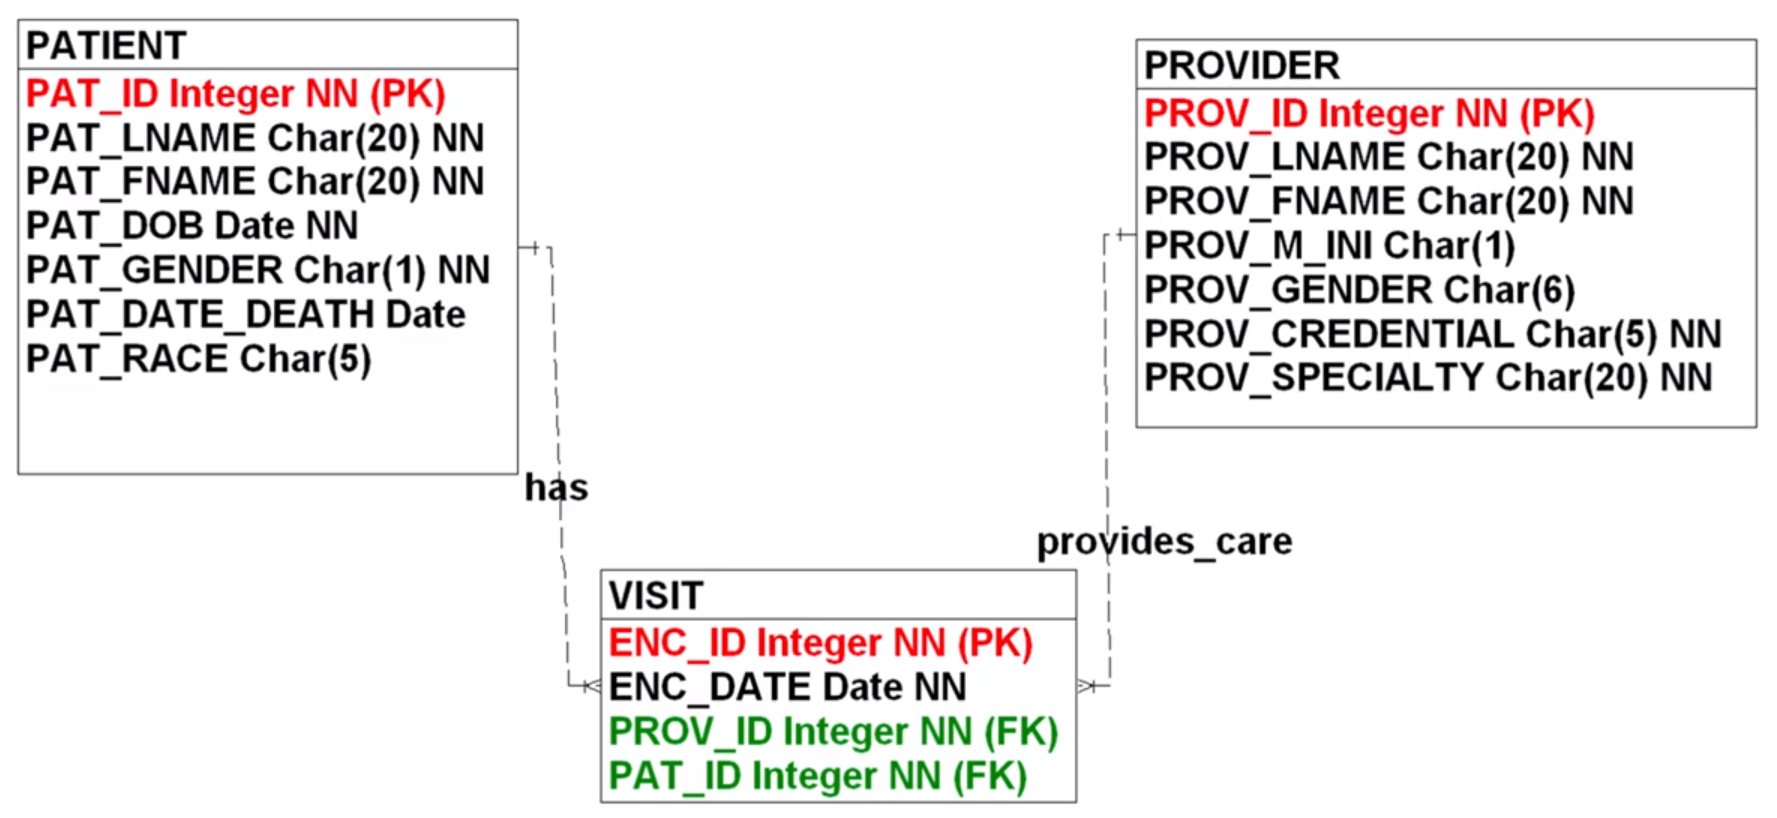 PATIENT
PAT_ID Integer NN (PK)
PAT_LNAME Char(20) NN
PAT_FNAME Char(20) NN
PAT_DOB Date NN
PAT_GENDER Char(1) NN
PAT_DATE_DEATH Date
PAT_RACE Char(5)
PROVIDER
PROV_ID Integer NN (PK)
PROV_LNAME Char(20) NN
PROV_FNAME Char(20) NN
PROV_M_INI Char(1)
PROV_GENDER Char(6)
PROV_CREDENTIAL Char(5) NN
PROV_SPECIALTY Char(20) NN
has
provides_care
VISIT
ENC_ID Integer NN (PK)
ENC_DATE Date NN
PROV_ID Integer NN (FK)
PAT_ID Integer NN (FK)